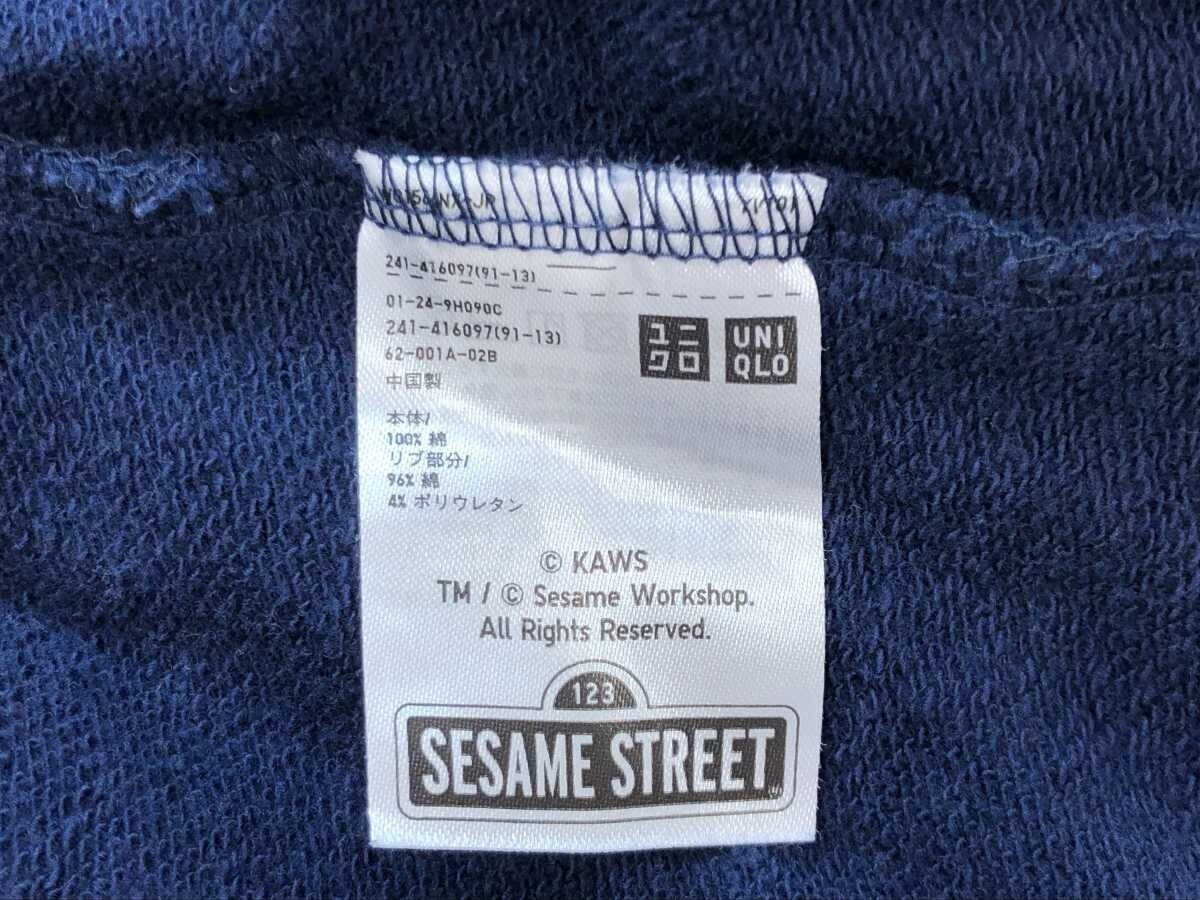 241-416097(91-13)
01-24-9H090C
241-416097(91-13)
62-001A-02B
中国製
ユニ
クロ
UNI
QLO
本体/
100% 綿
リブ部分/
96% 綿
4% ポリウレタン
© KAWS
TM / © Sesame Workshop.
All Rights Reserved.
123
SESAME STREET